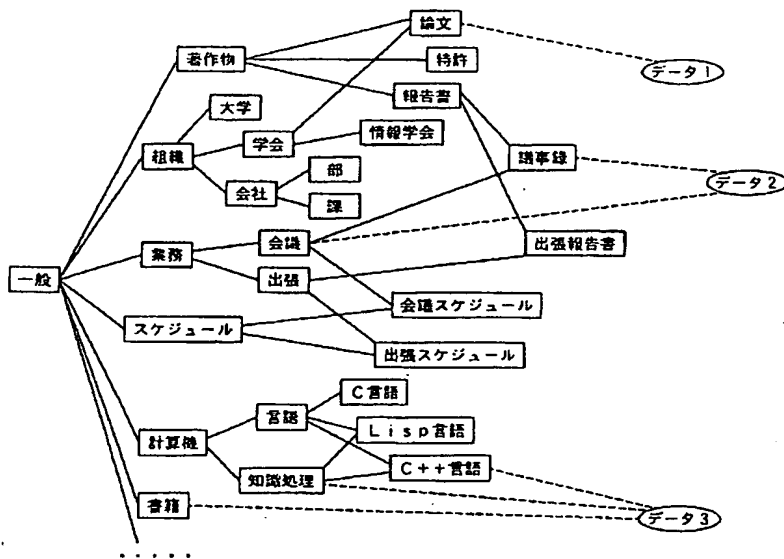 論文
著作物
特許
データ1
報告書
大学
情報学会
学会
組織
議事録
部
会社
データ2
課
会議
業務
出張報告書
出張
一般
会議スケジュール
スケジュール
出張スケジュール
C言語
言語
Lisp言語
計算機
C++言語
知識処理
書籍
データ3
・・・・・